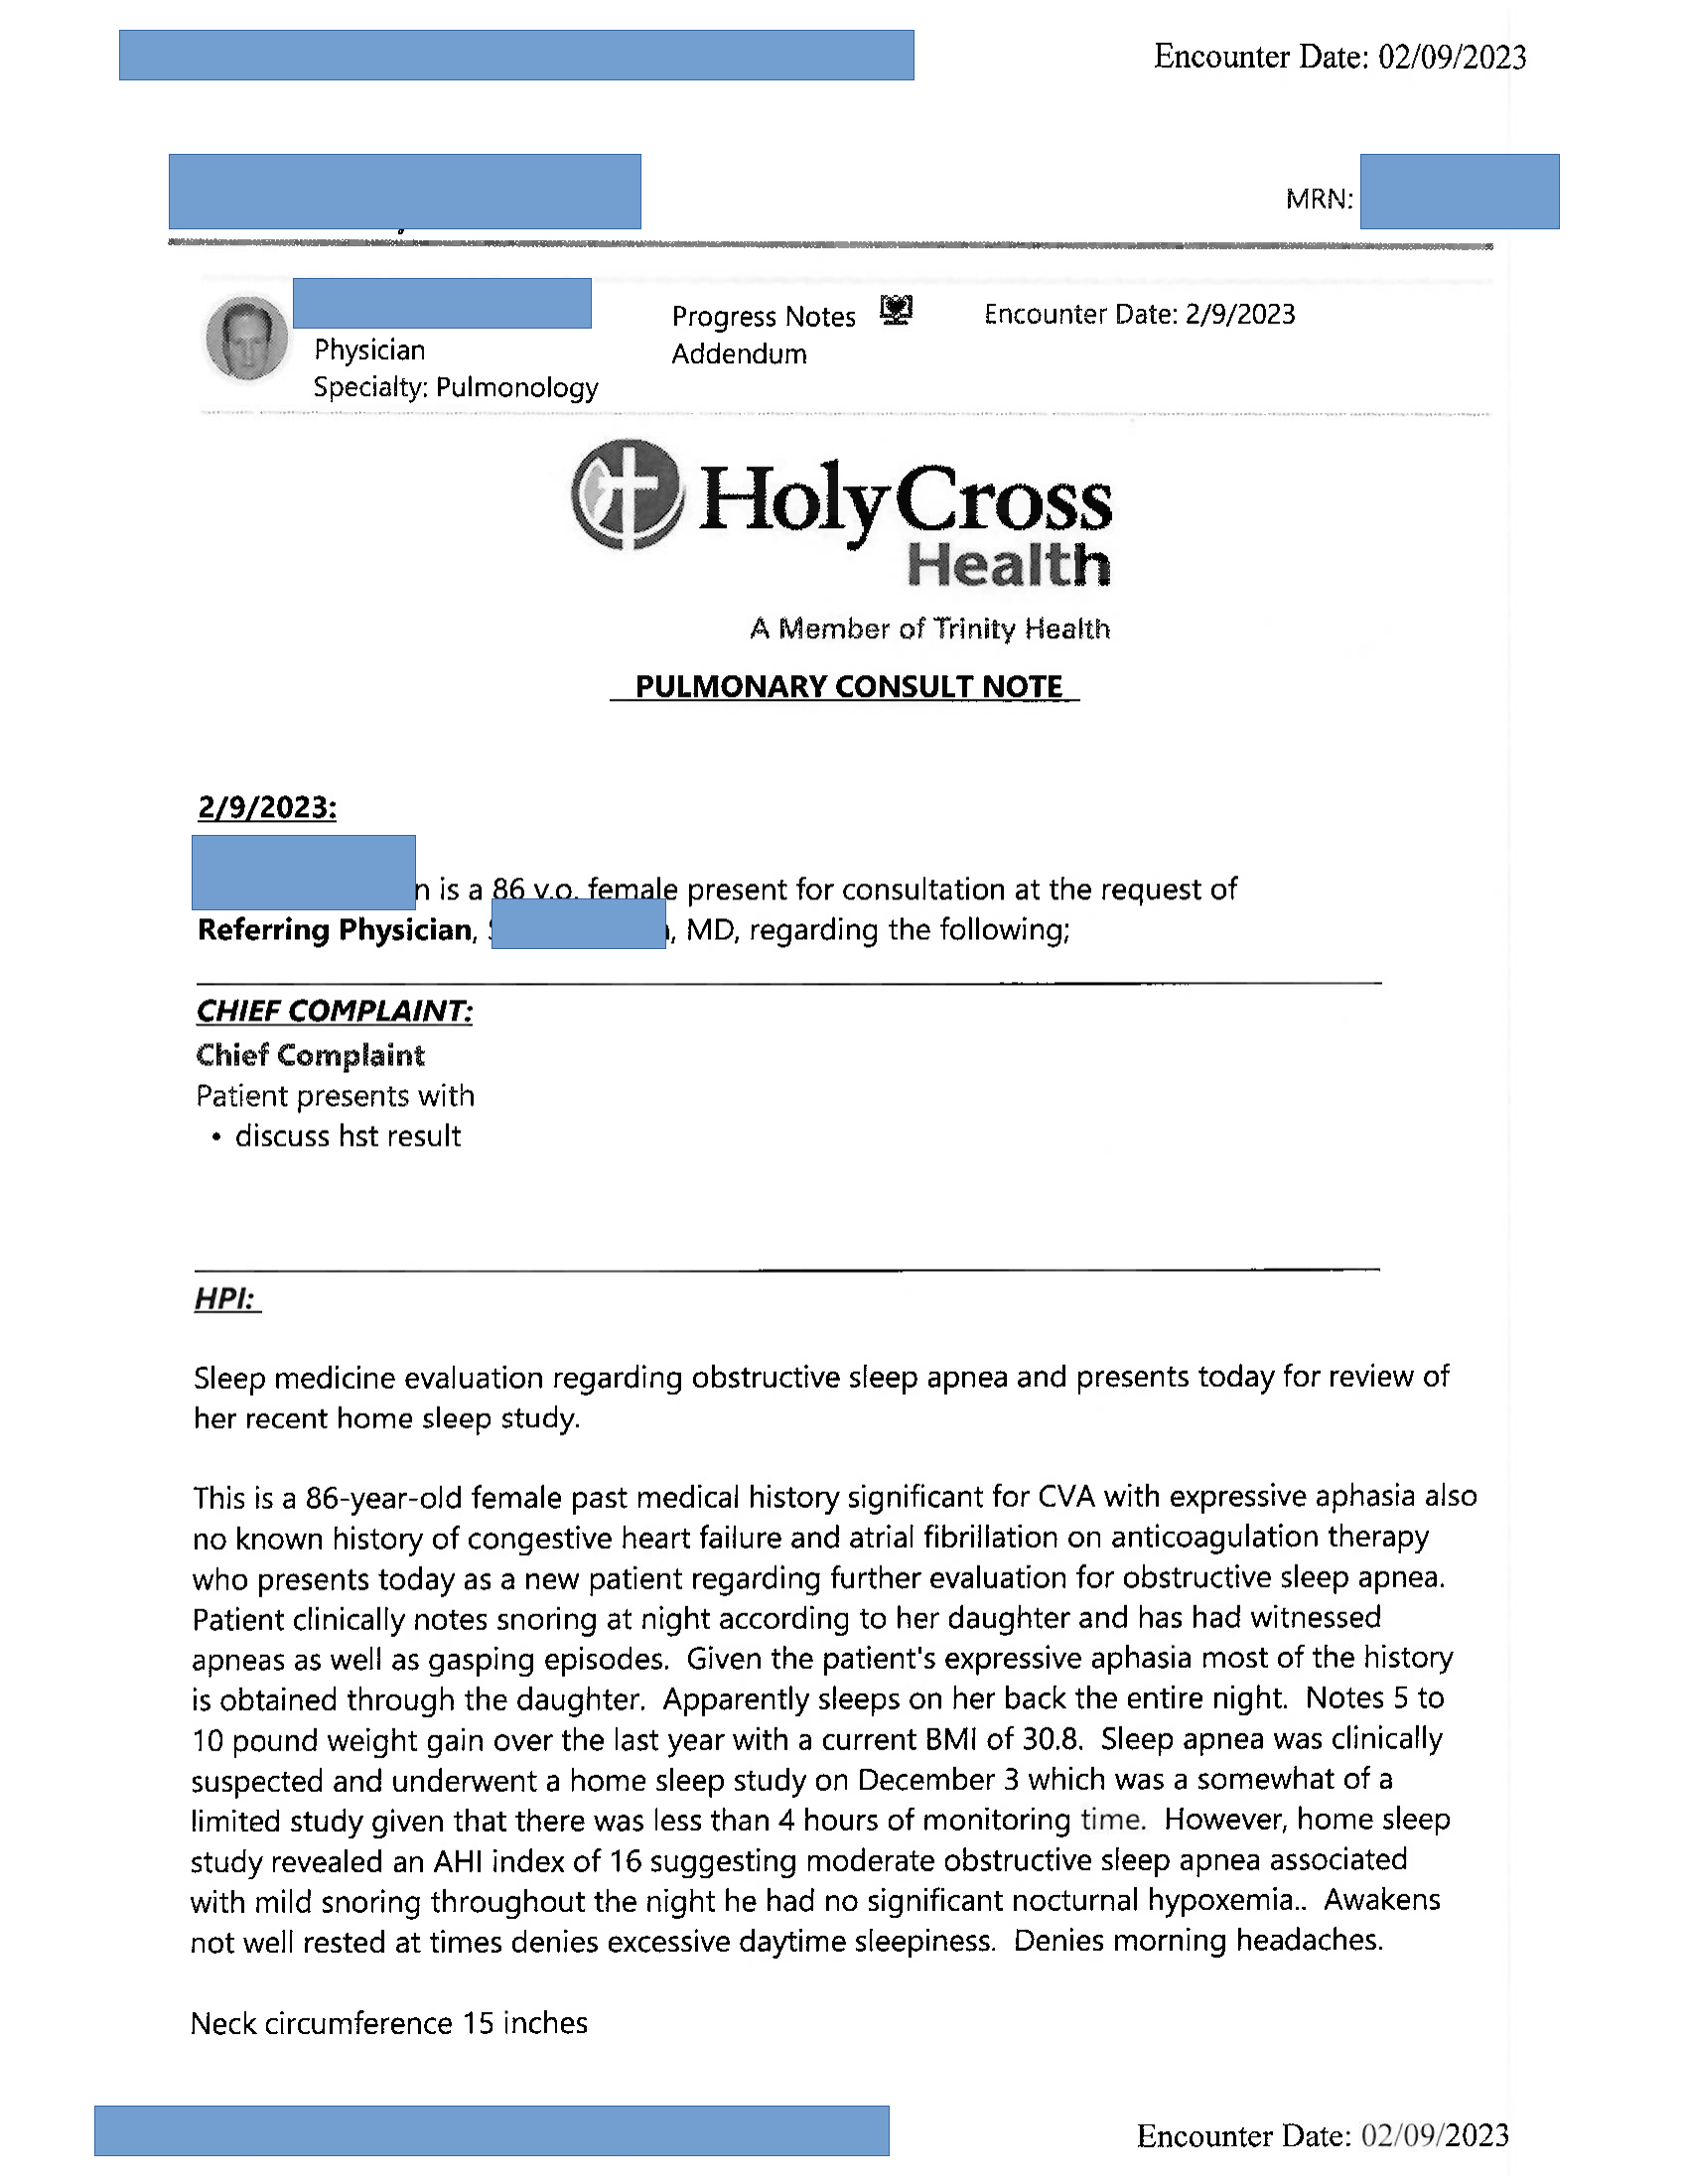 Encounter Date: 02/09/2023
MRN:
Progress Notes
Encounter Date: 2/9/2023
Physician
Addendum
Specialty: Pulmonology
HolyCross
Health
A Member of Trinity Health
PULMONARY CONSULT NOTE
2/9/2023:
n is a 86 y.o. female present for consultation at the request of
Referring Physician, , MD, regarding the following;
CHIEF COMPLAINT:
Chief Complaint
Patient presents with
• discuss hst result
HPI:
Sleep medicine evaluation regarding obstructive sleep apnea and presents today for review of
her recent home sleep study.
This is a 86-year-old female past medical history significant for CVA with expressive aphasia also
no known history of congestive heart failure and atrial fibrillation on anticoagulation therapy
who presents today as a new patient regarding further evaluation for obstructive sleep apnea.
Patient clinically notes snoring at night according to her daughter and has had witnessed
apneas as well as gasping episodes.  Given the patient's expressive aphasia most of the history
is obtained through the daughter.  Apparently sleeps on her back the entire night.  Notes 5 to
10 pound weight gain over the last year with a current BMI of 30.8.  Sleep apnea was clinically
suspected and underwent a home sleep study on December 3 which was a somewhat of a
limited study given that there was less than 4 hours of monitoring time.  However, home sleep
study revealed an AHI index of 16 suggesting moderate obstructive sleep apnea associated
with mild snoring throughout the night he had no significant nocturnal hypoxemia..  Awakens
not well rested at times denies excessive daytime sleepiness.  Denies morning headaches.
Neck circumference 15 inches
Encounter Date: 02/09/2023